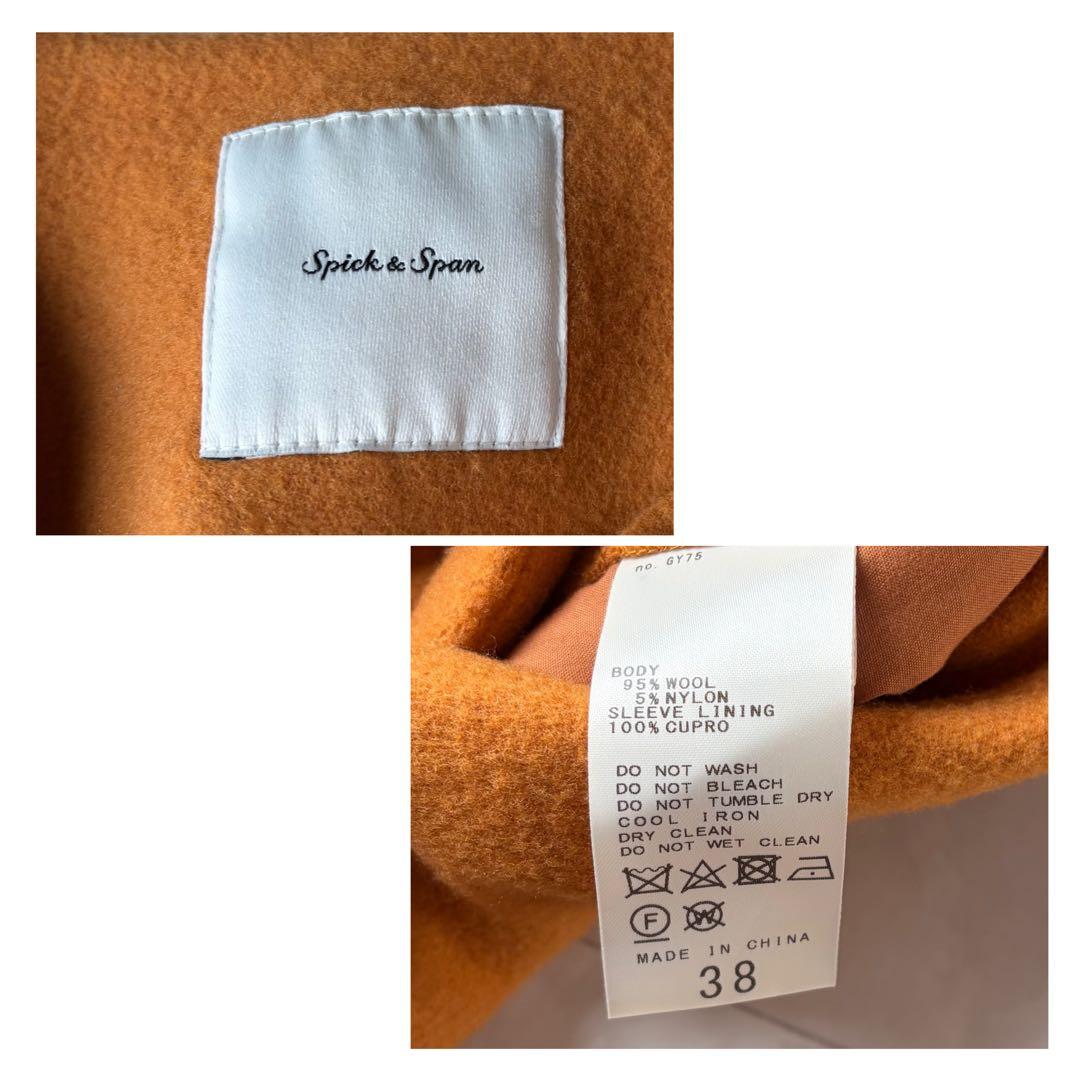 Spick & Span
no. GY75
BODY
95% WOOL
5% NYLON
SLEEVE LINING
100% CUPRO
DO NOT WASH
DO NOT BLEACH
DO NOT TUMBLE DRY
COOL IRON
DRY CLEAN
DO NOT WET CLEAN
F W
MADE IN CHINA
38